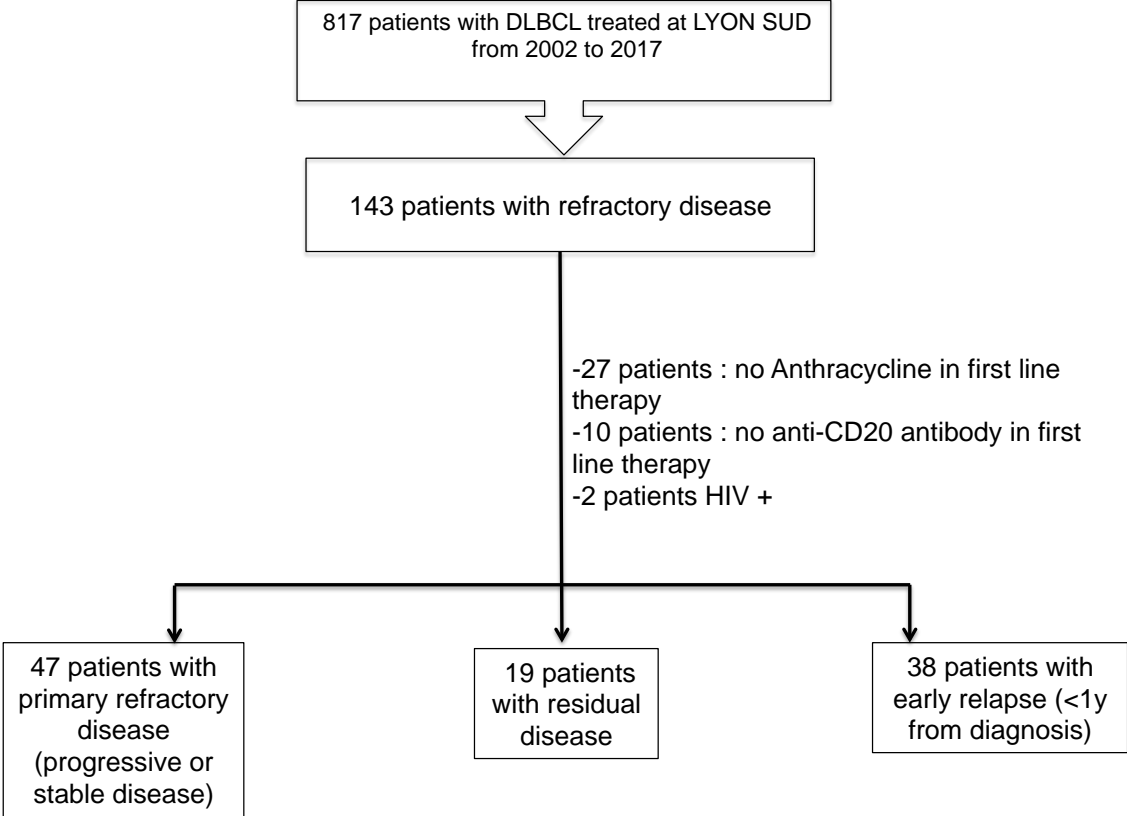 817 patients with DLBCL treated at LYON SUD
from 2002 to 2017
143 patients with refractory disease
-27 patients : no Anthracycline in first line
therapy
-10 patients : no anti-CD20 antibody in first
line therapy
-2 patients HIV +
47 patients with
primary refractory
disease
(progressive or
stable disease)
19 patients
with residual
disease
38 patients with
early relapse (<1y
from diagnosis)